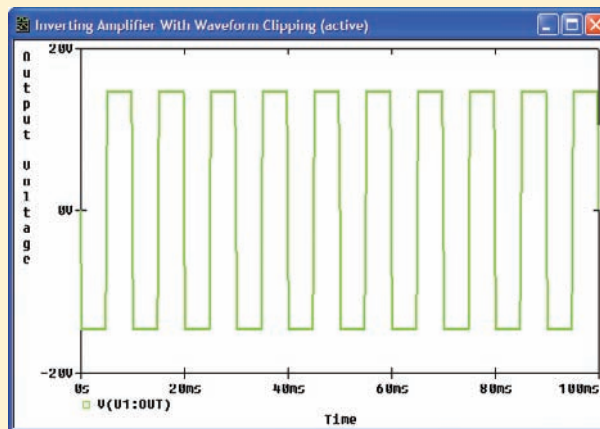 Inverting Amplifier With Waveform Clipping (active)
Output Voltage
20V
0V
-20V
0s 20ms 40ms 60ms 80ms 100ms
V(U1:OUT)
Time